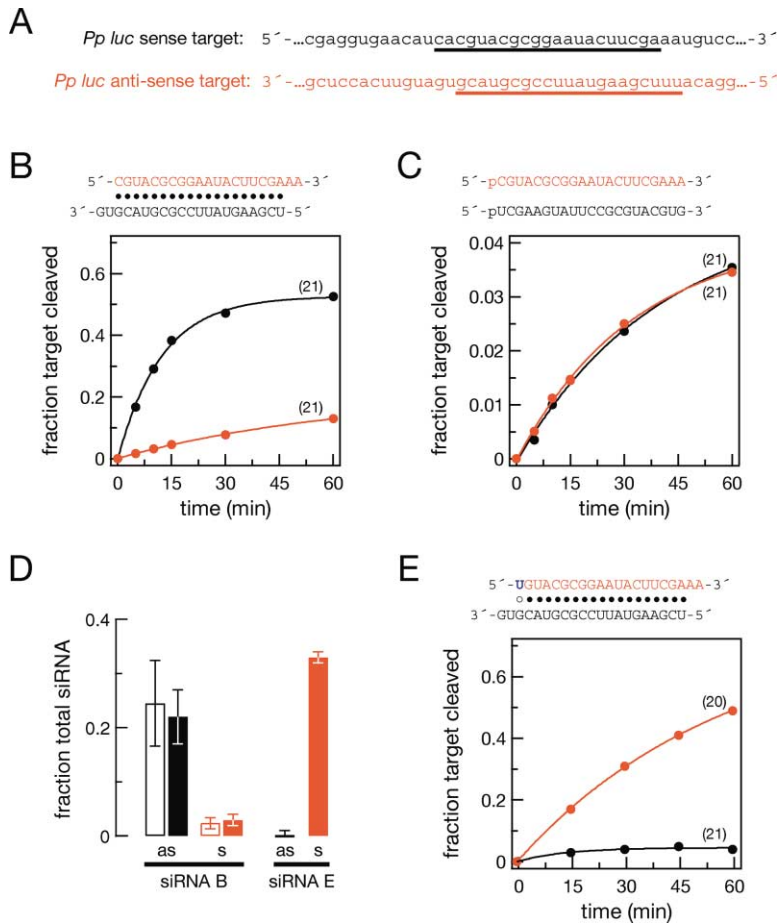 A
Pp luc sense target: 5´-…cgaggugaacaucacguacgcggaauacuucgaaaugucc…-3´
Pp luc anti-sense target: 3´-…gcuccacuuguagugcaugcgccuuaugaagcuuuacagg…-5´
B
5´-CGUACGCGGAAUACUUCGAAA-3´
3´-GUGCAUGCGCCUUAUGAAGCU-5´
fraction target cleaved
0.6
0.4
0.2
0
(21)
(21)
0 15 30 45 60
time (min)
C
5´-pCGUACGCGGAAUACUUCGAAA-3´
5´-pUCGAAGUAUUCCGCGUACGUG-3´
fraction target cleaved
0.04
0.03
0.02
0.01
0
(21)
(21)
0 15 30 45 60
time (min)
D
fraction total siRNA
0.4
0.2
0
as s as s
siRNA B siRNA E
E
5´-UGUACGCGGAAUACUUCGAAA-3´
3´-GUGCAUGCGCCUUAUGAAGCU-5´
fraction target cleaved
0.6
0.4
0.2
0
(20)
(21)
0 15 30 45 60
time (min)